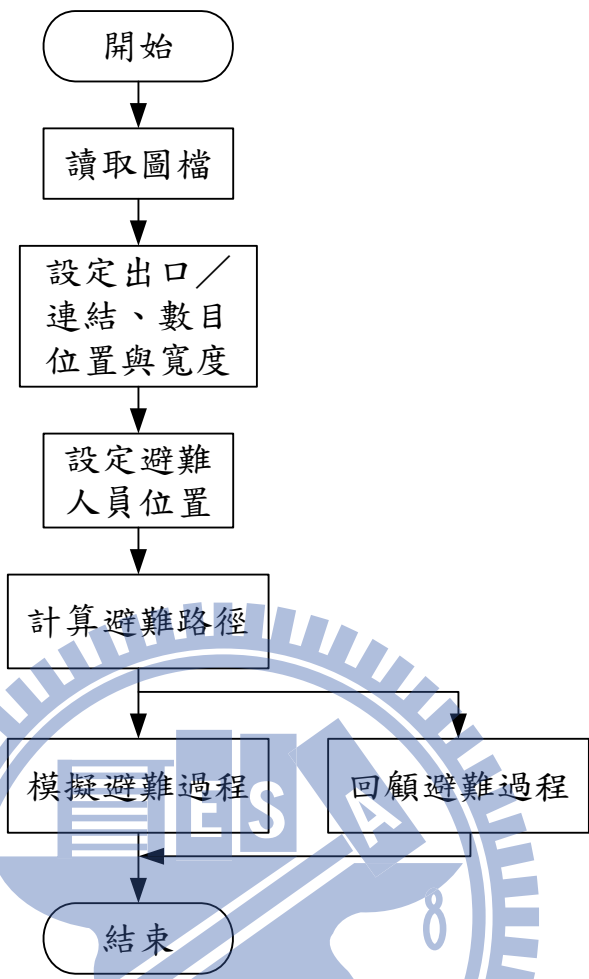 開始
讀取圖檔
設定出口／
連結、數目
位置與寬度
設定避難
人員位置
計算避難路徑
模擬避難過程
回顧避難過程
結束
E S A
8